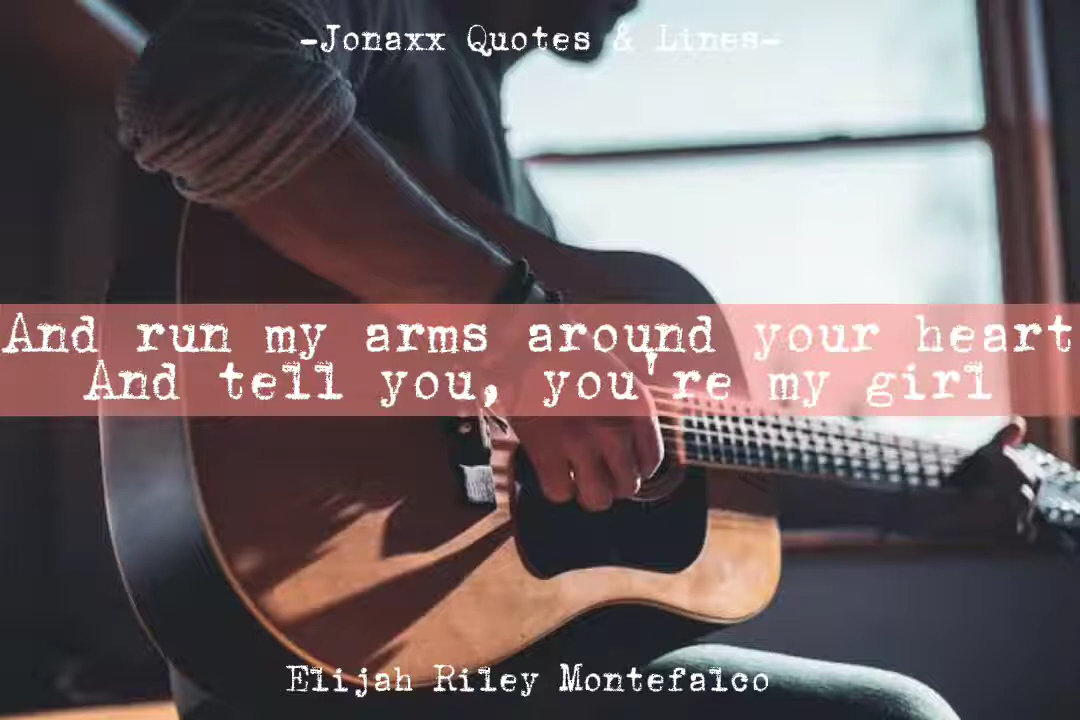 -Jonaxx Quotes & Lines-
And run my arms around your heart
And tell you, you're my girl
Elijah Riley Montefalco